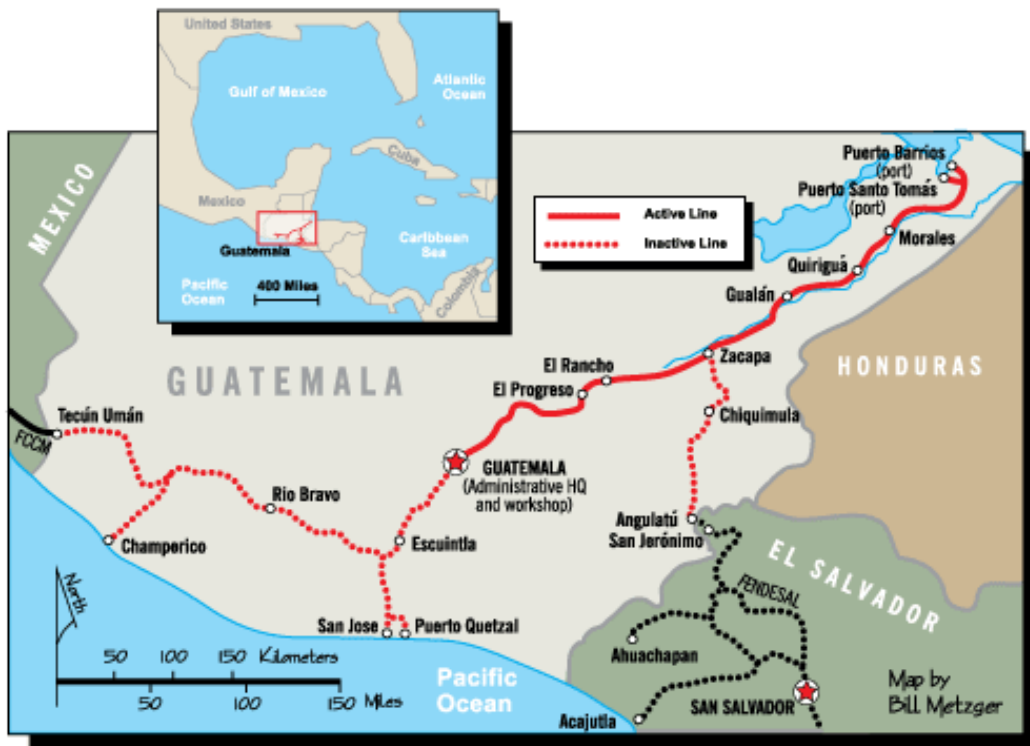 United States
Gulf of Mexico
Atlantic
Ocean
Cuba
Mexico
Guatemala
Caribbean
Sea
Pacific
Ocean
400 Miles
Colombia
MEXICO
Active Line
Inactive Line
Puerto Barríos
(port)
Puerto Santo Tomás
(port)
Morales
Quiriguá
Gualán
Zacapa
HONDURAS
GUATEMALA
El Rancho
El Progreso
Chiquimula
Tecún Umán
FCCM
GUATEMALA
(Administrative HQ
and workshop)
Rio Bravo
Champerico
Escuintla
Angulatú
San Jerónimo
EL SALVADOR
FENDESAL
San Jose
Puerto Quetzal
Ahuachapan
SAN SALVADOR
Acajutla
North
50 100 150 Kilometers
50 100 150 Miles
Pacific
Ocean
Map by
Bill Metzger